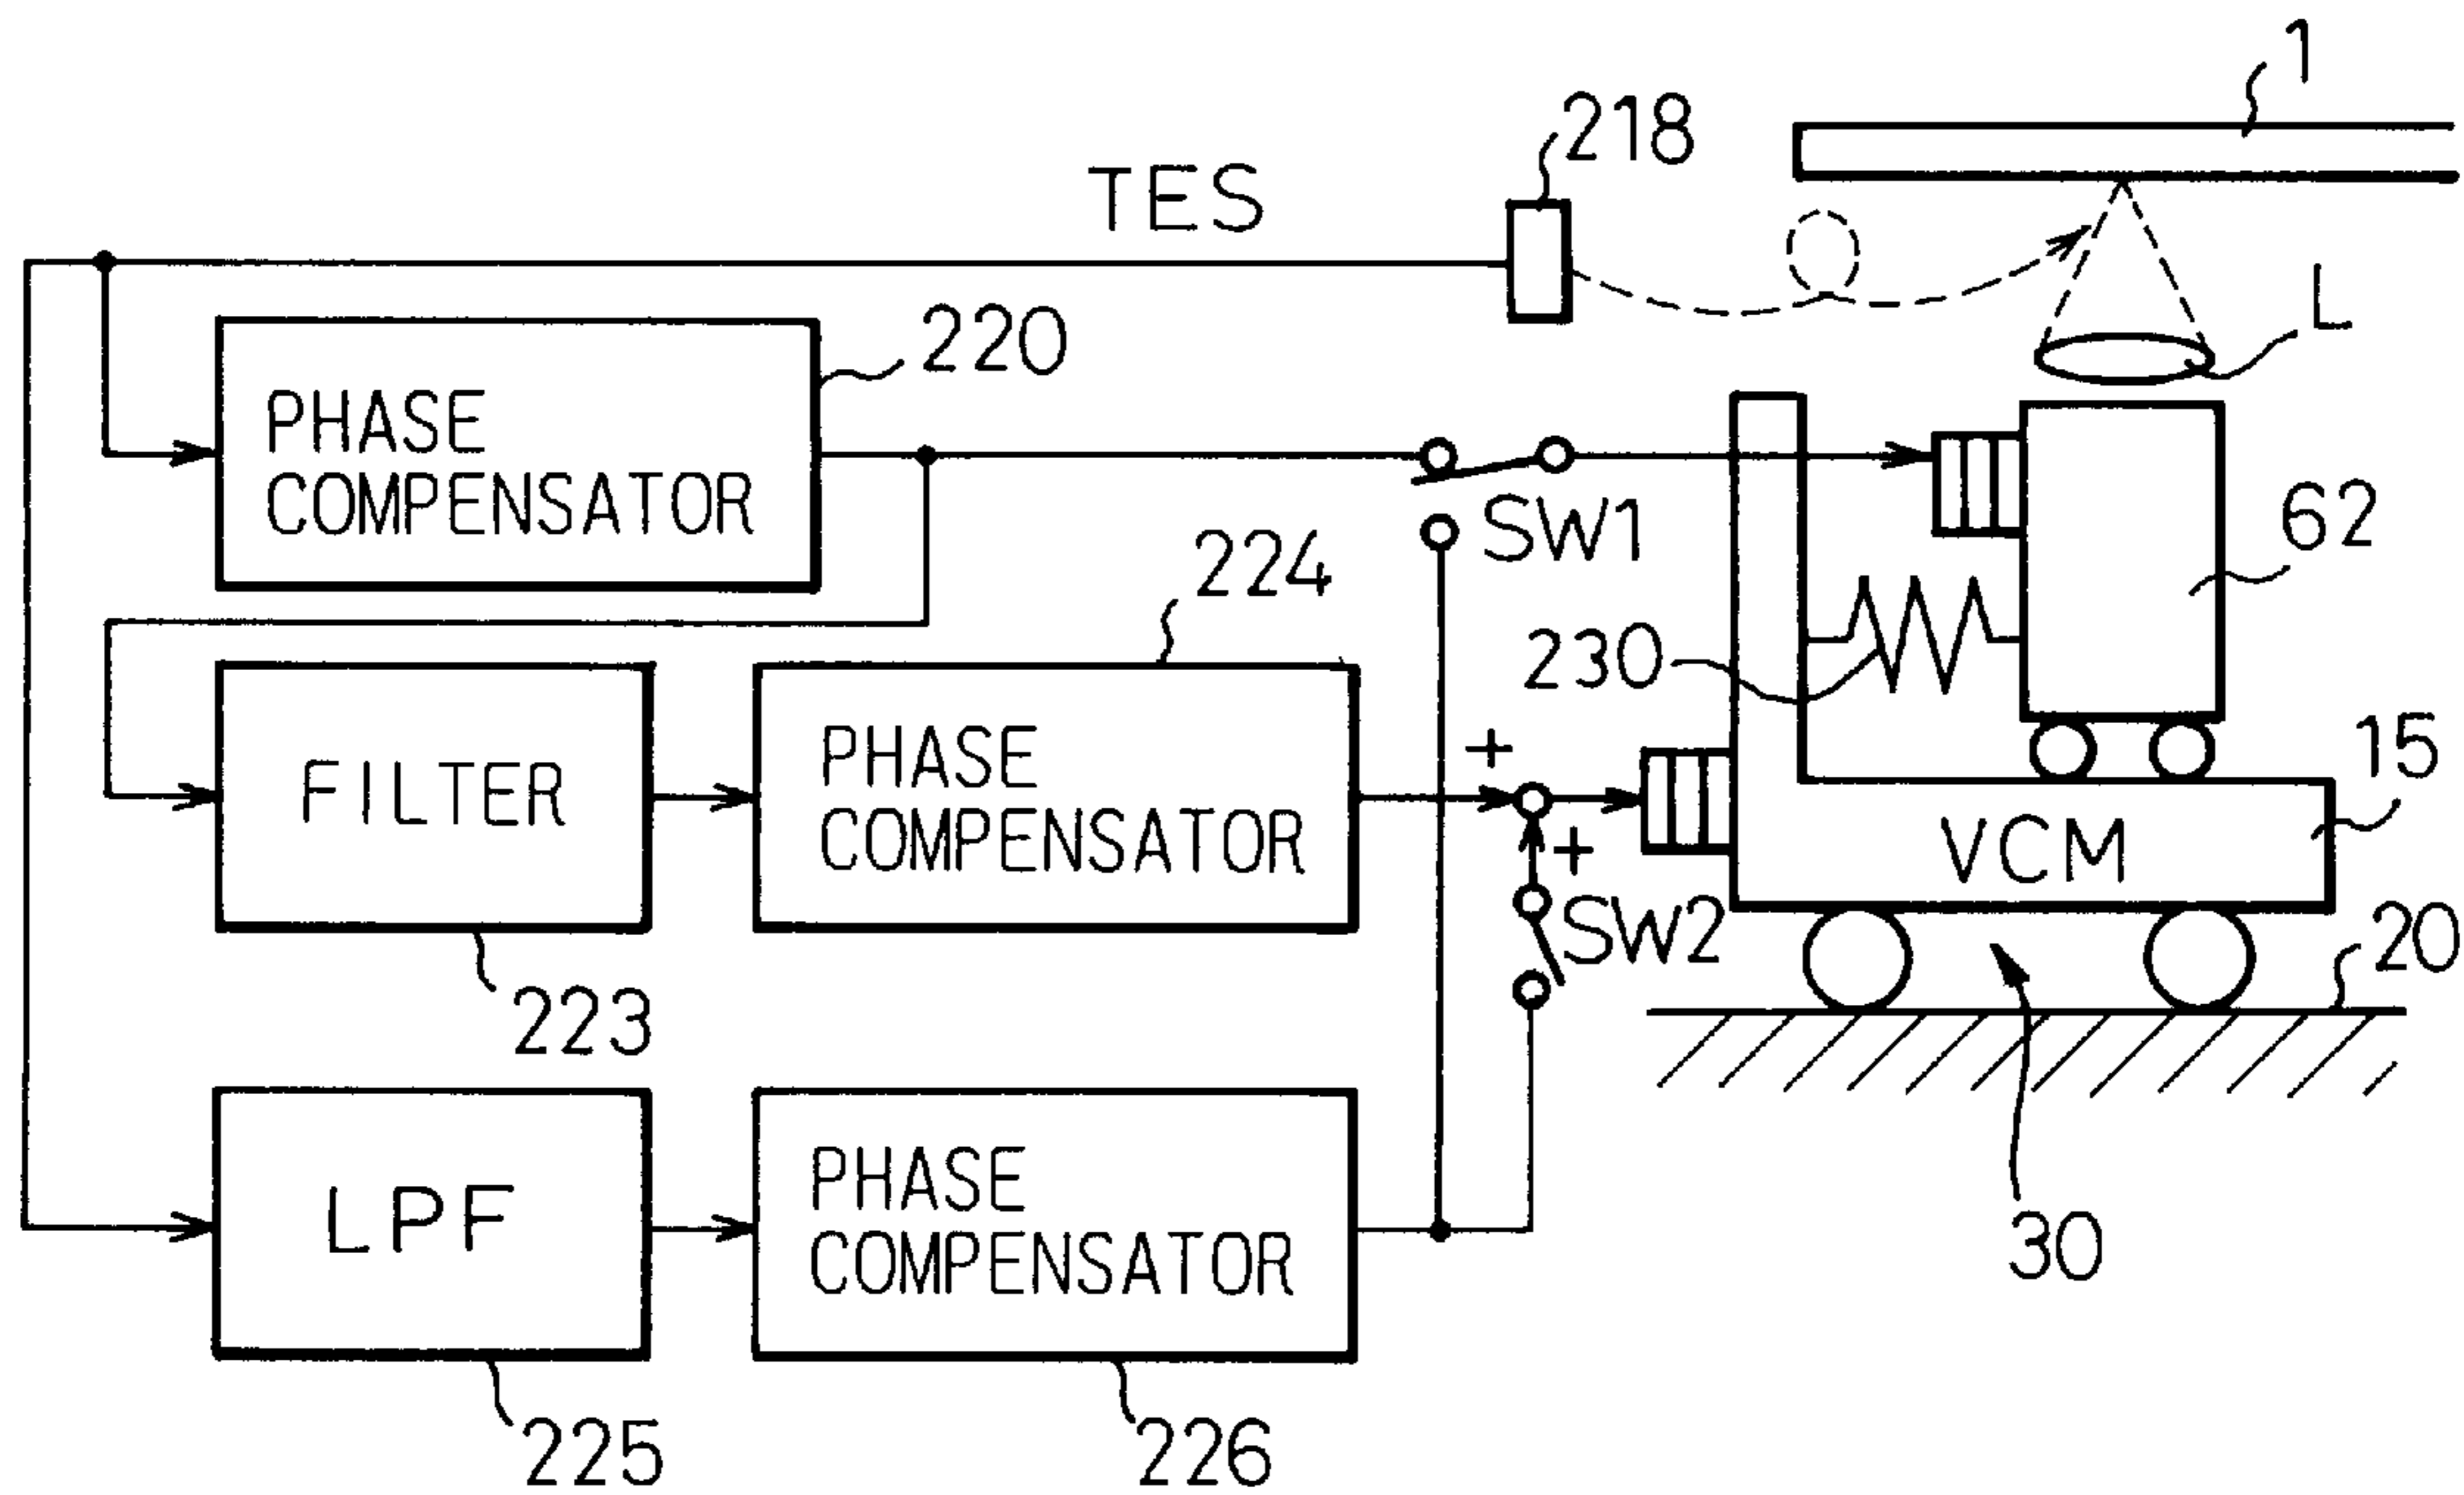 1
218
TES
220
L
PHASE
COMPENSATOR
SW1
62
224
230
FILTER
PHASE
COMPENSATOR
+
+
15
VCM
SW2
20
223
LPF
PHASE
COMPENSATOR
30
225
226